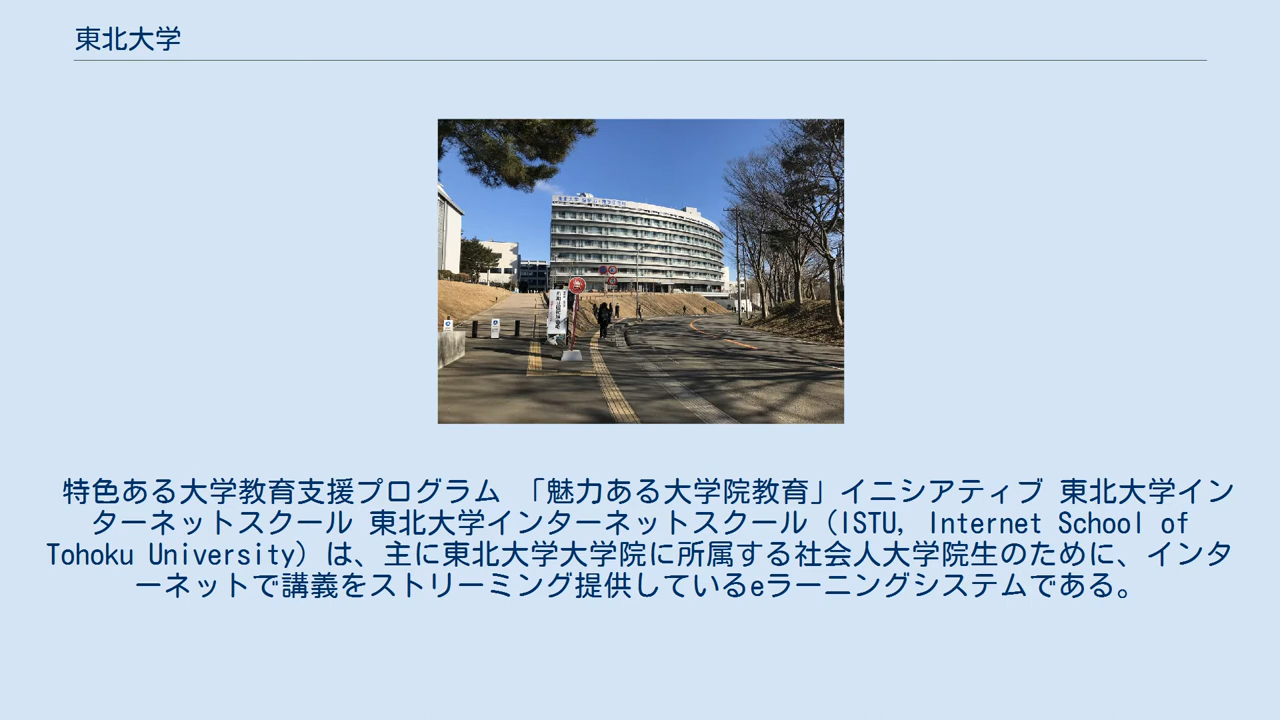 東北大学
特色ある大学教育支援プログラム 「魅力ある大学院教育」イニシアティブ 東北大学イン
ターネットスクール 東北大学インターネットスクール（ISTU, Internet School of
Tohoku University）は、主に東北大学大学院に所属する社会人大学院生のために、インタ
ーネットで講義をストリーミング提供しているeラーニングシステムである。